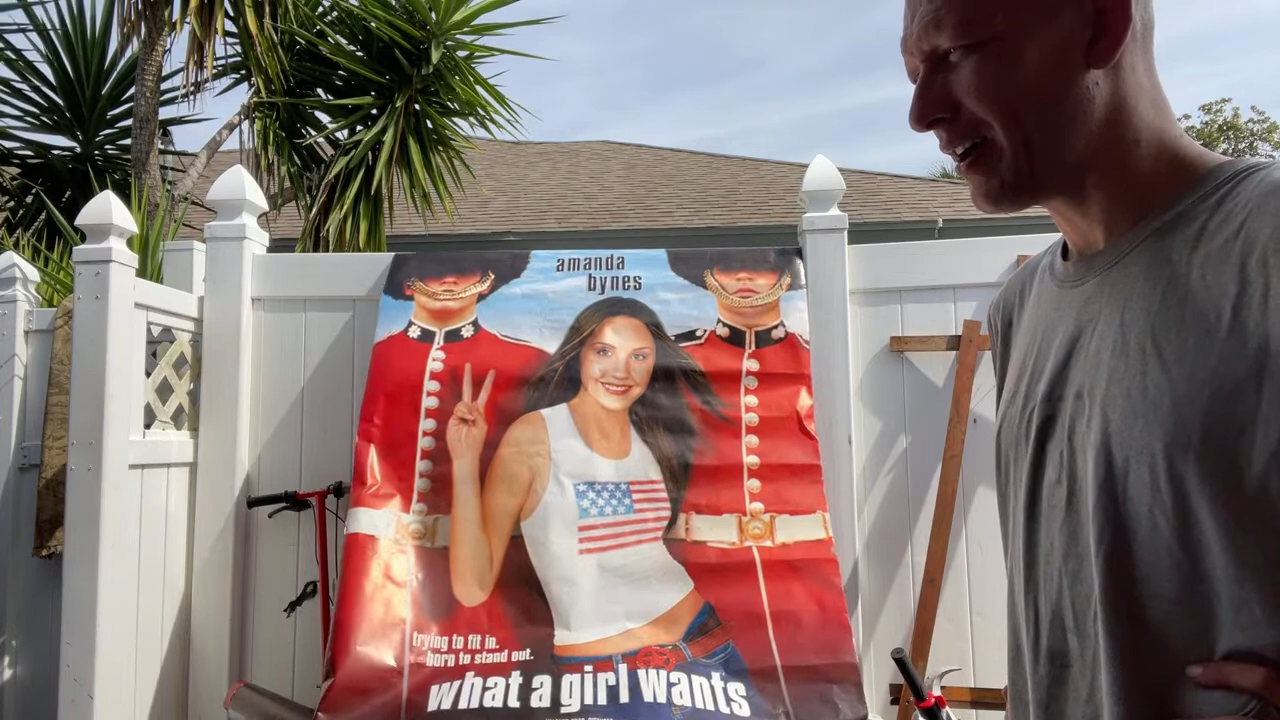 amanda
bynes
trying to fit in.
born to stand out.
what a girl wants